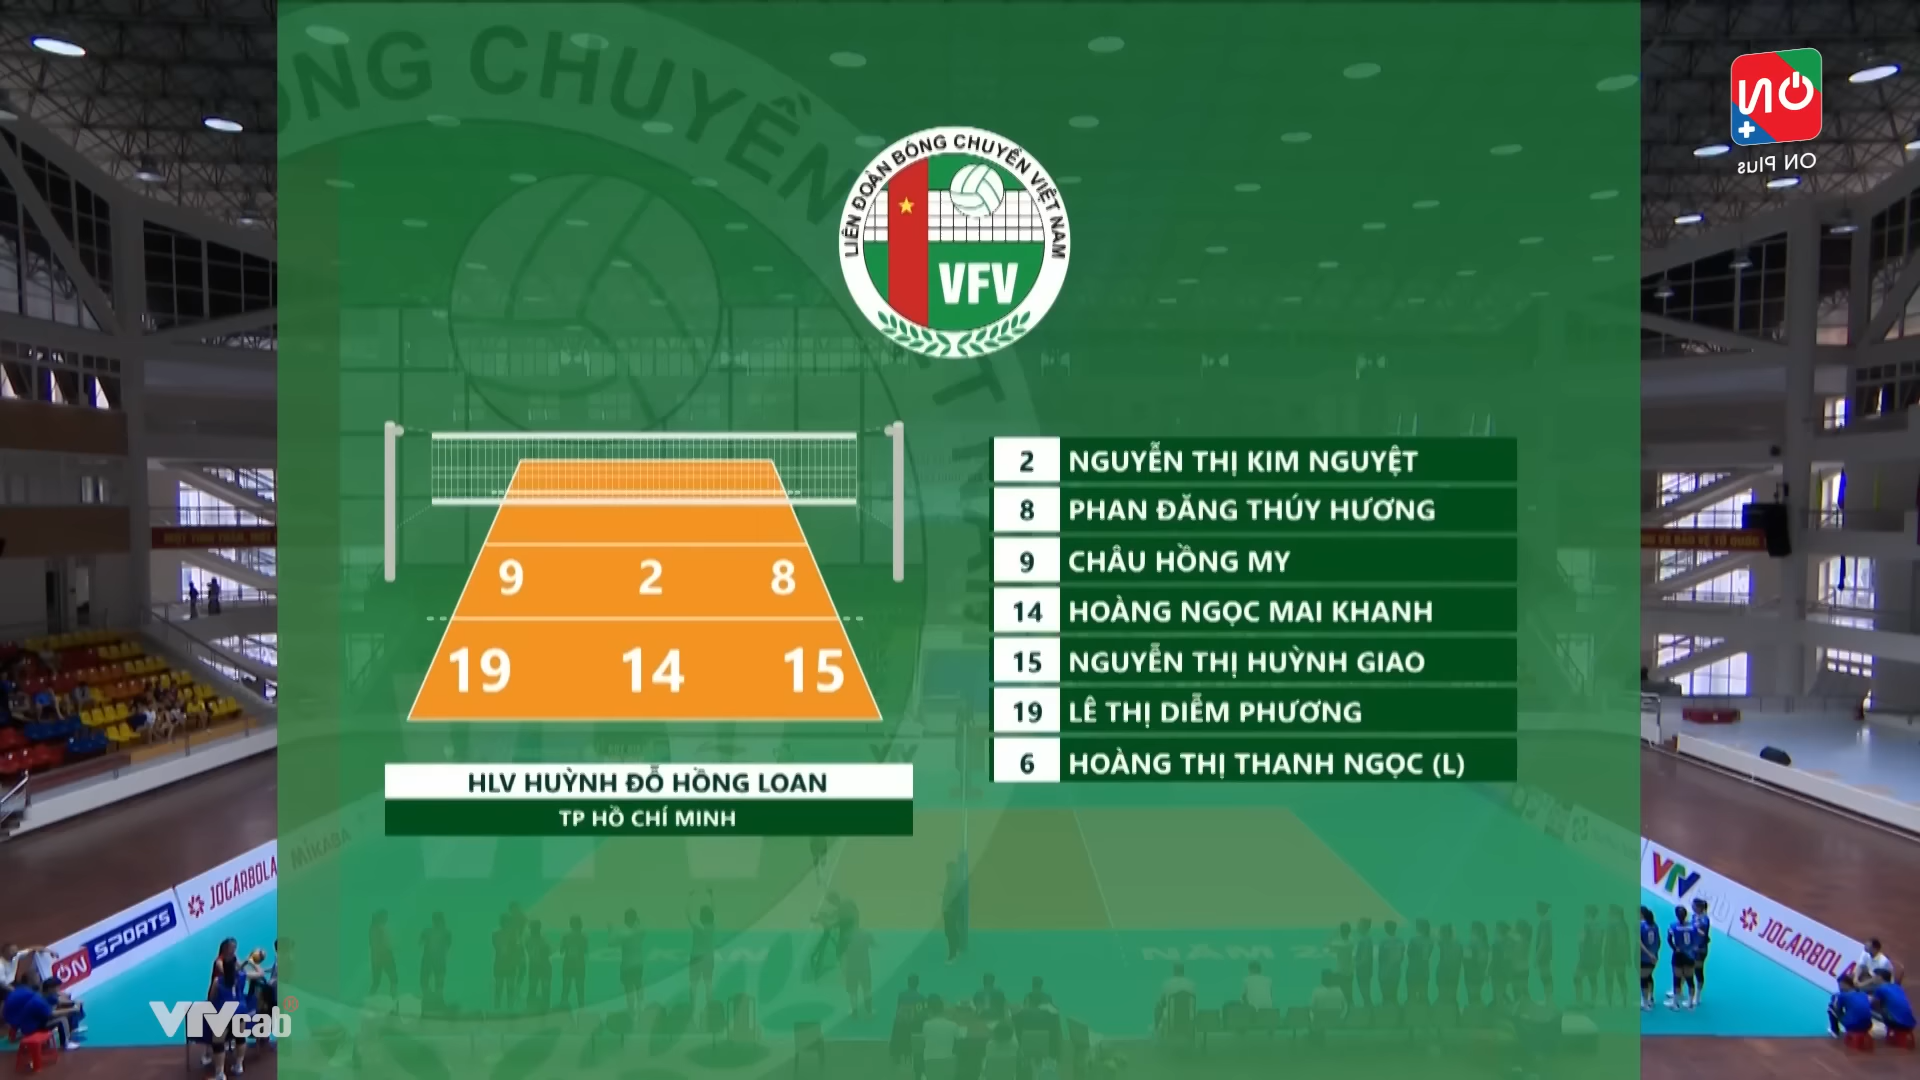 LIÊN ĐOÀN BÓNG CHUYỀN VIỆT NAM
VFV
ON Plus
9 2 8
19 14 15
HLV HUỲNH ĐỖ HỒNG LOAN
TP HỒ CHÍ MINH
2 NGUYỄN THỊ KIM NGUYỆT
8 PHAN ĐẶNG THÚY HƯƠNG
9 CHÂU HỒNG MY
14 HOÀNG NGỌC MAI KHANH
15 NGUYỄN THỊ HUỲNH GIAO
19 LÊ THỊ DIỄM PHƯƠNG
6 HOÀNG THỊ THANH NGỌC (L)
MIKASA
JOGARBOLA
ON SPORTS
VTVcab
VTV
JOGARBOLA